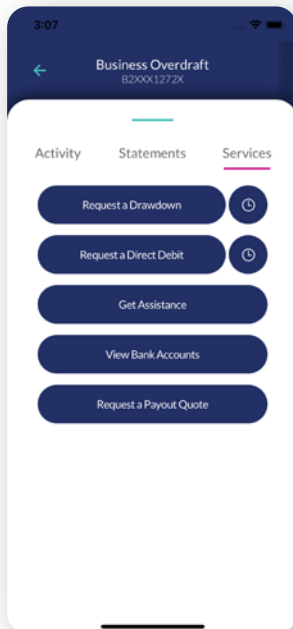 3:07
Business Overdraft
B2XXX1272X
Activity Statements Services
Request a Drawdown
Request a Direct Debit
Get Assistance
View Bank Accounts
Request a Payout Quote